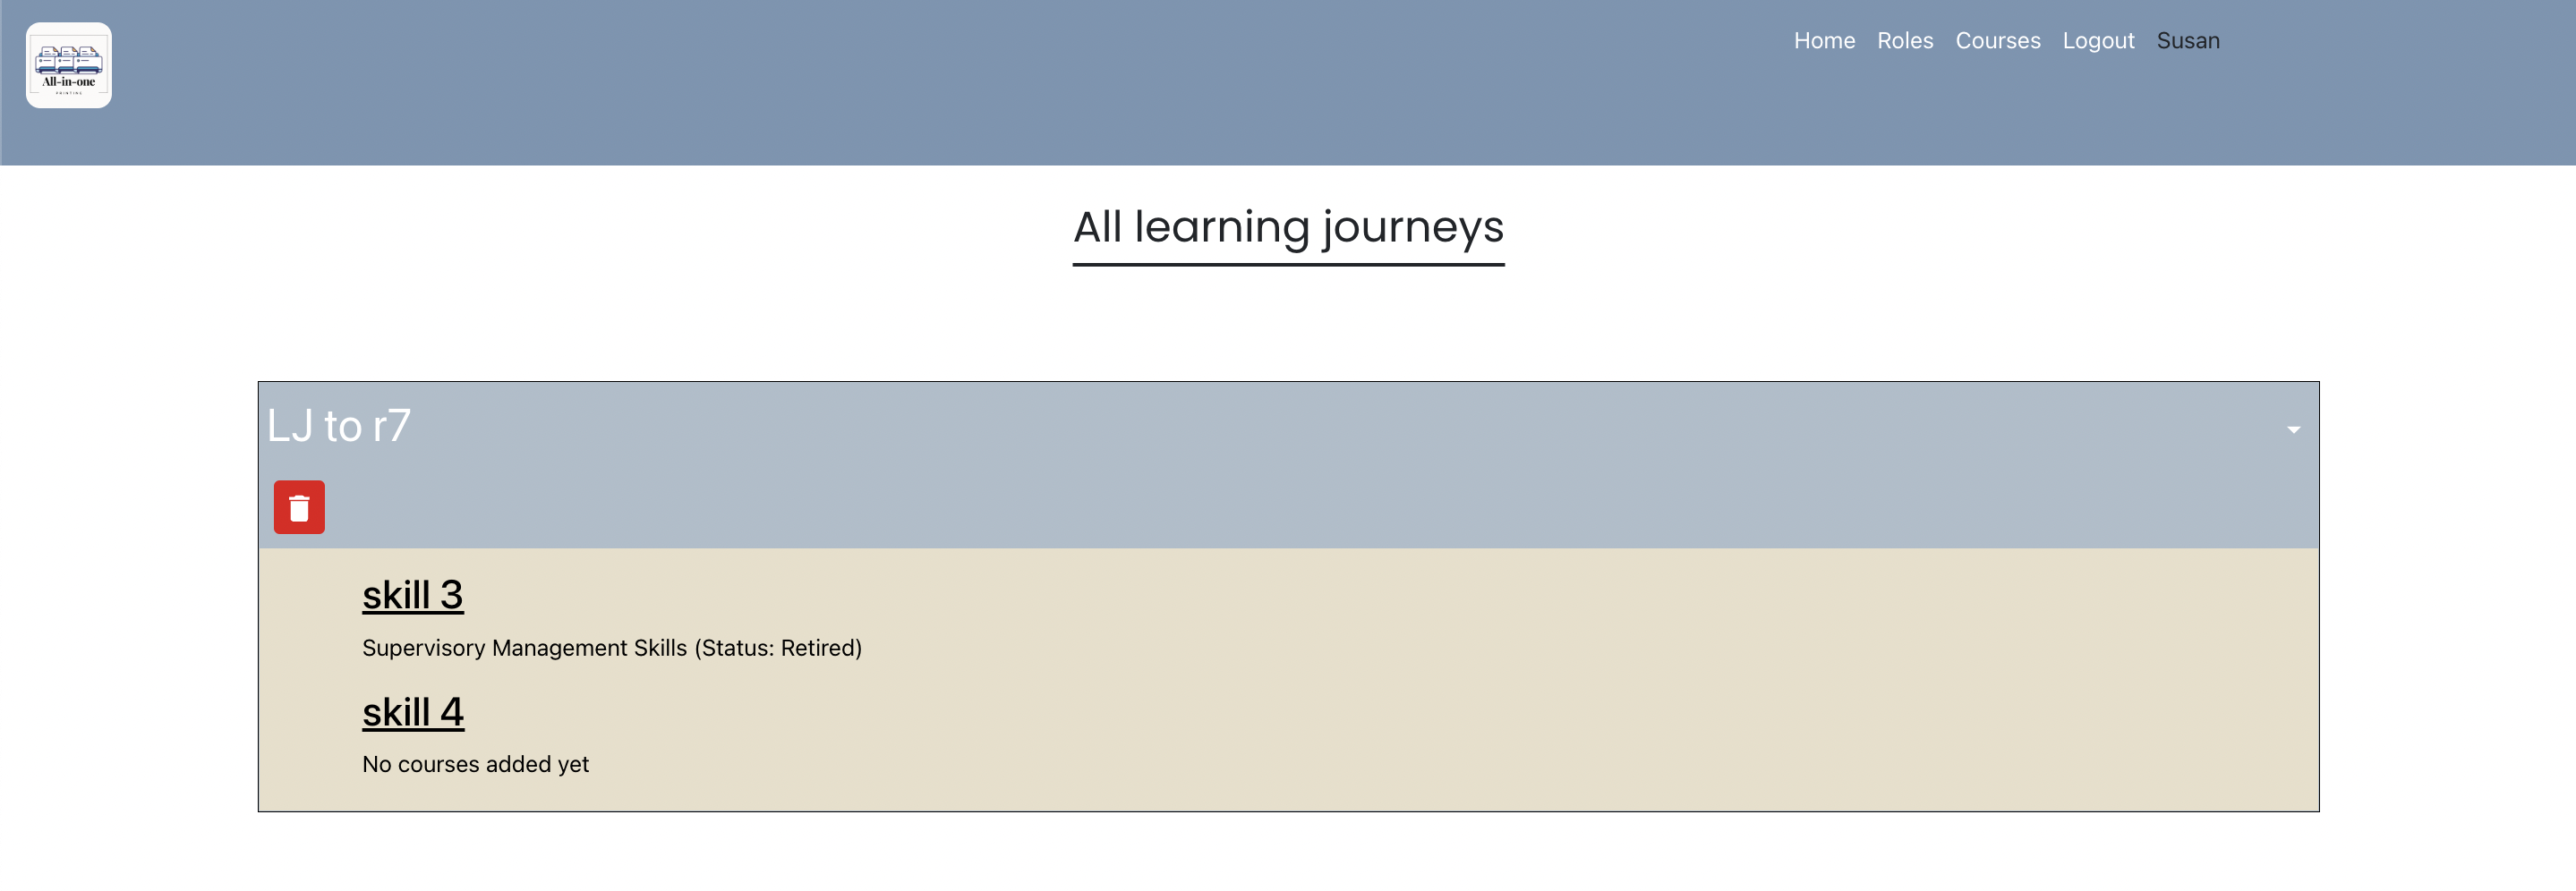 All-in-one
PRINTING
Home Roles Courses Logout Susan
All learning journeys
LJ to r7
skill 3
Supervisory Management Skills (Status: Retired)
skill 4
No courses added yet